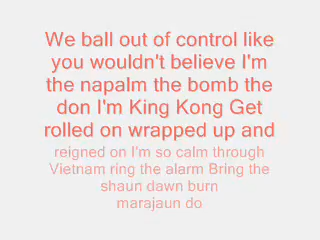 We ball out of control like
you wouldn't believe I'm
the napalm the bomb the
don I'm King Kong Get
rolled on wrapped up and
reigned on I'm so calm through
Vietnam ring the alarm Bring the
shaun dawn burn
marajaun do